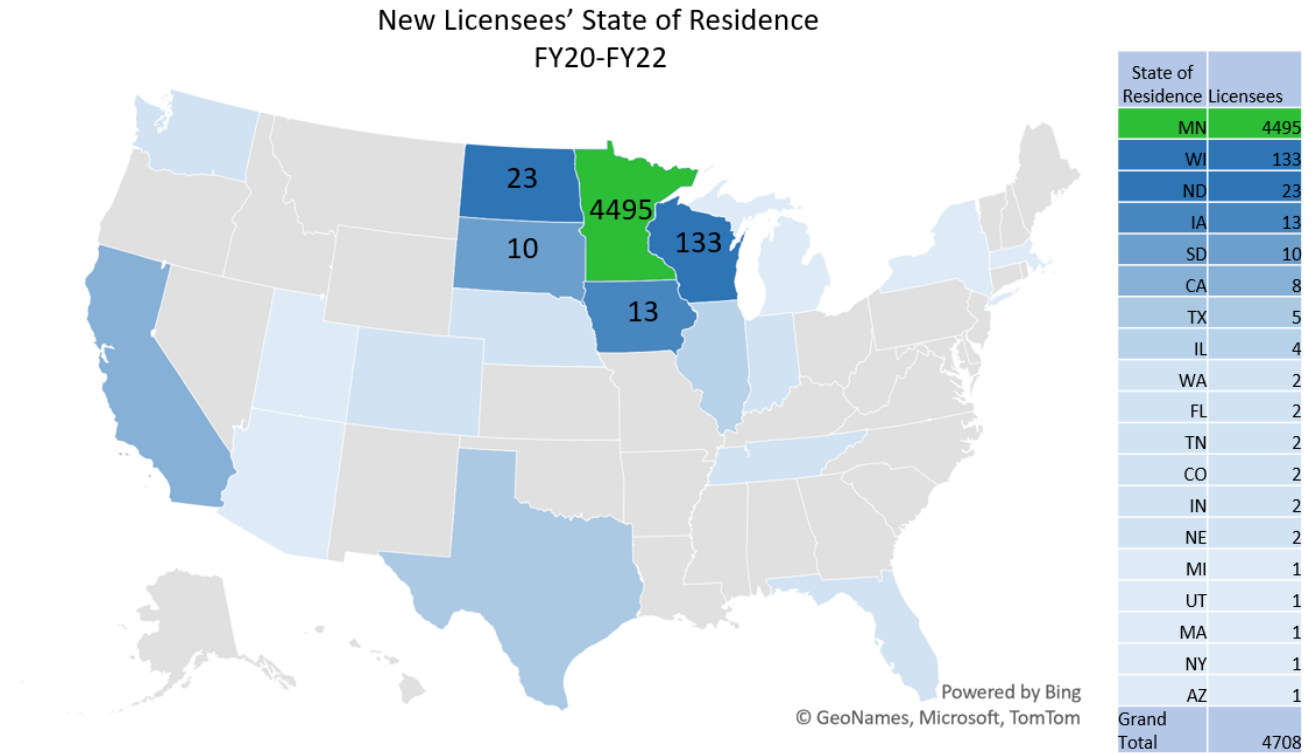 New Licensees’ State of Residence
FY20-FY22
23
4495
10
133
13
Powered by Bing
© GeoNames, Microsoft, TomTom
State of
Residence Licensees
MN 4495
WI 133
ND 23
IA 13
SD 10
CA 8
TX 5
IL 4
WA 2
FL 2
TN 2
CO 2
IN 2
NE 2
MI 1
UT 1
MA 1
NY 1
AZ 1
Grand
Total 4708